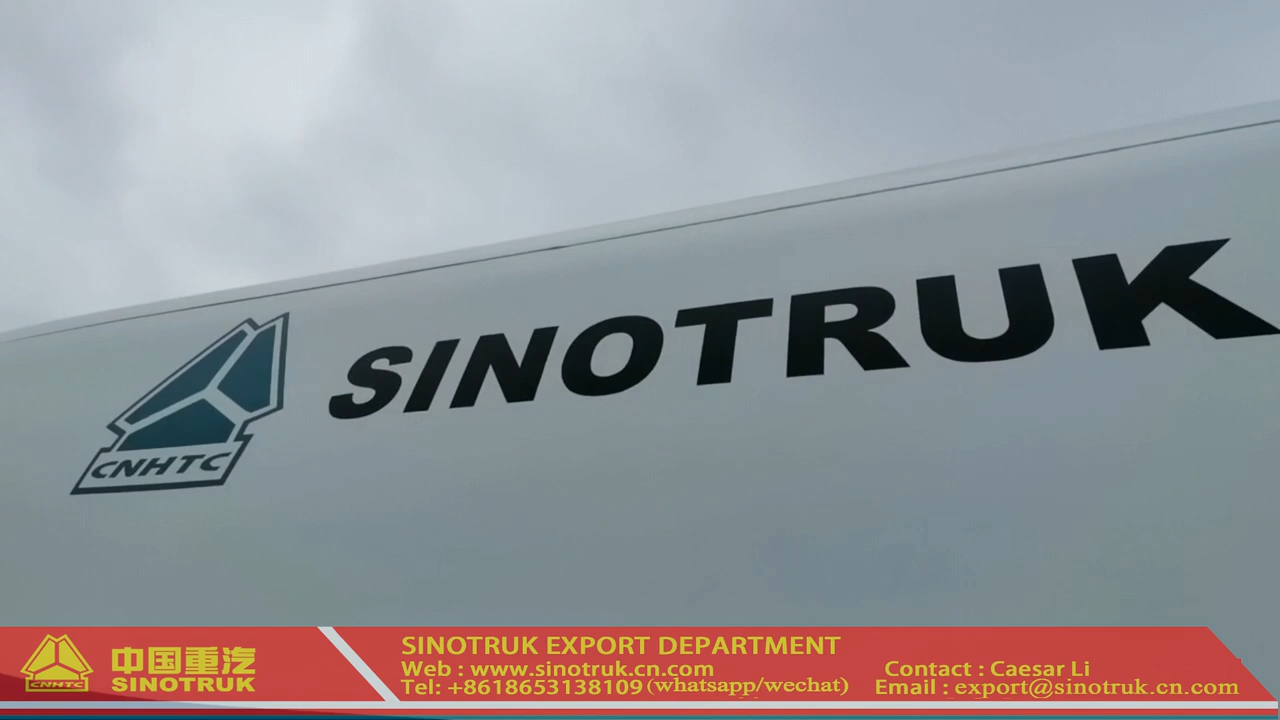 SINOTRUK
CNHTC
中国重汽
SINOTRUK
CNHTC
SINOTRUK EXPORT DEPARTMENT
Web : www.sinotruk.cn.com
Contact : Caesar Li
Tel: +8618653138109 (whatsapp/wechat)
Email : export@sinotruk.cn.com